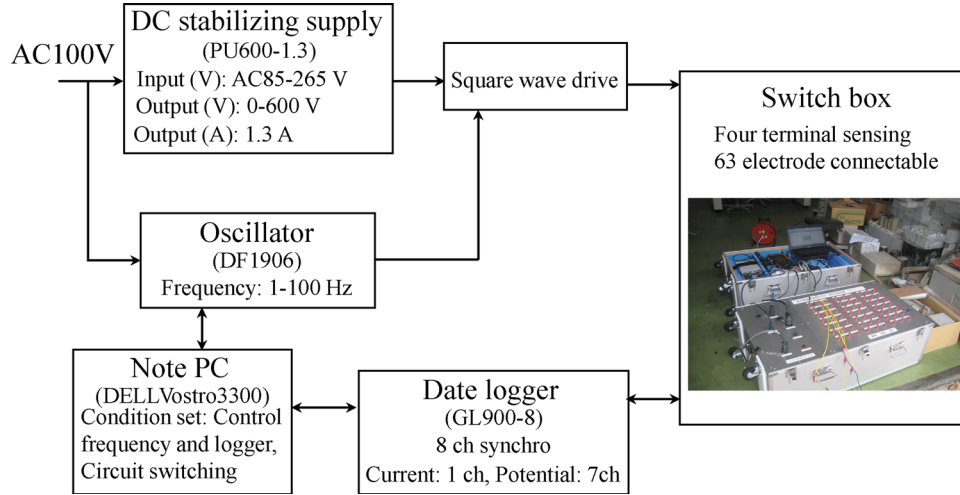 AC100V
DC stabilizing supply
(PU600-1.3)
Input (V): AC85-265 V
Output (V): 0-600 V
Output (A): 1.3 A
Square wave drive
Switch box
Four terminal sensing
63 electrode connectable
Oscillator
(DF1906)
Frequency: 1-100 Hz
Note PC
(DELLVostro3300)
Condition set: Control
frequency and logger,
Circuit switching
Date logger
(GL900-8)
8 ch synchro
Current: 1 ch, Potential: 7ch